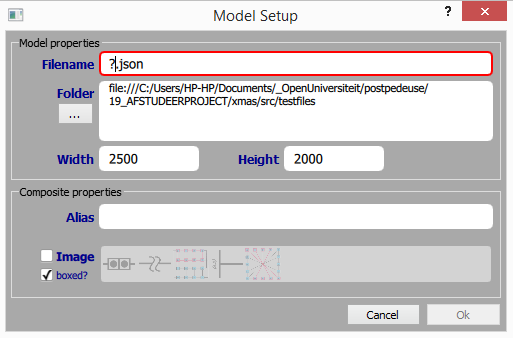 Model Setup
?
Model properties
Filename
?.json
Folder
file:///C:/Users/HP-HP/Documents/_OpenUniversiteit/postpedeuse/
19_AFSTUDEERPROJECT/xmas/src/testfiles
...
Width
2500
Height
2000
Composite properties
Alias
Image
boxed?
Cancel
Ok